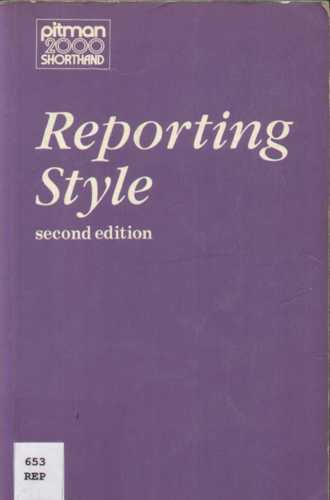 pitman
2000
SHORTHAND
Reporting
Style
second edition
653
REP